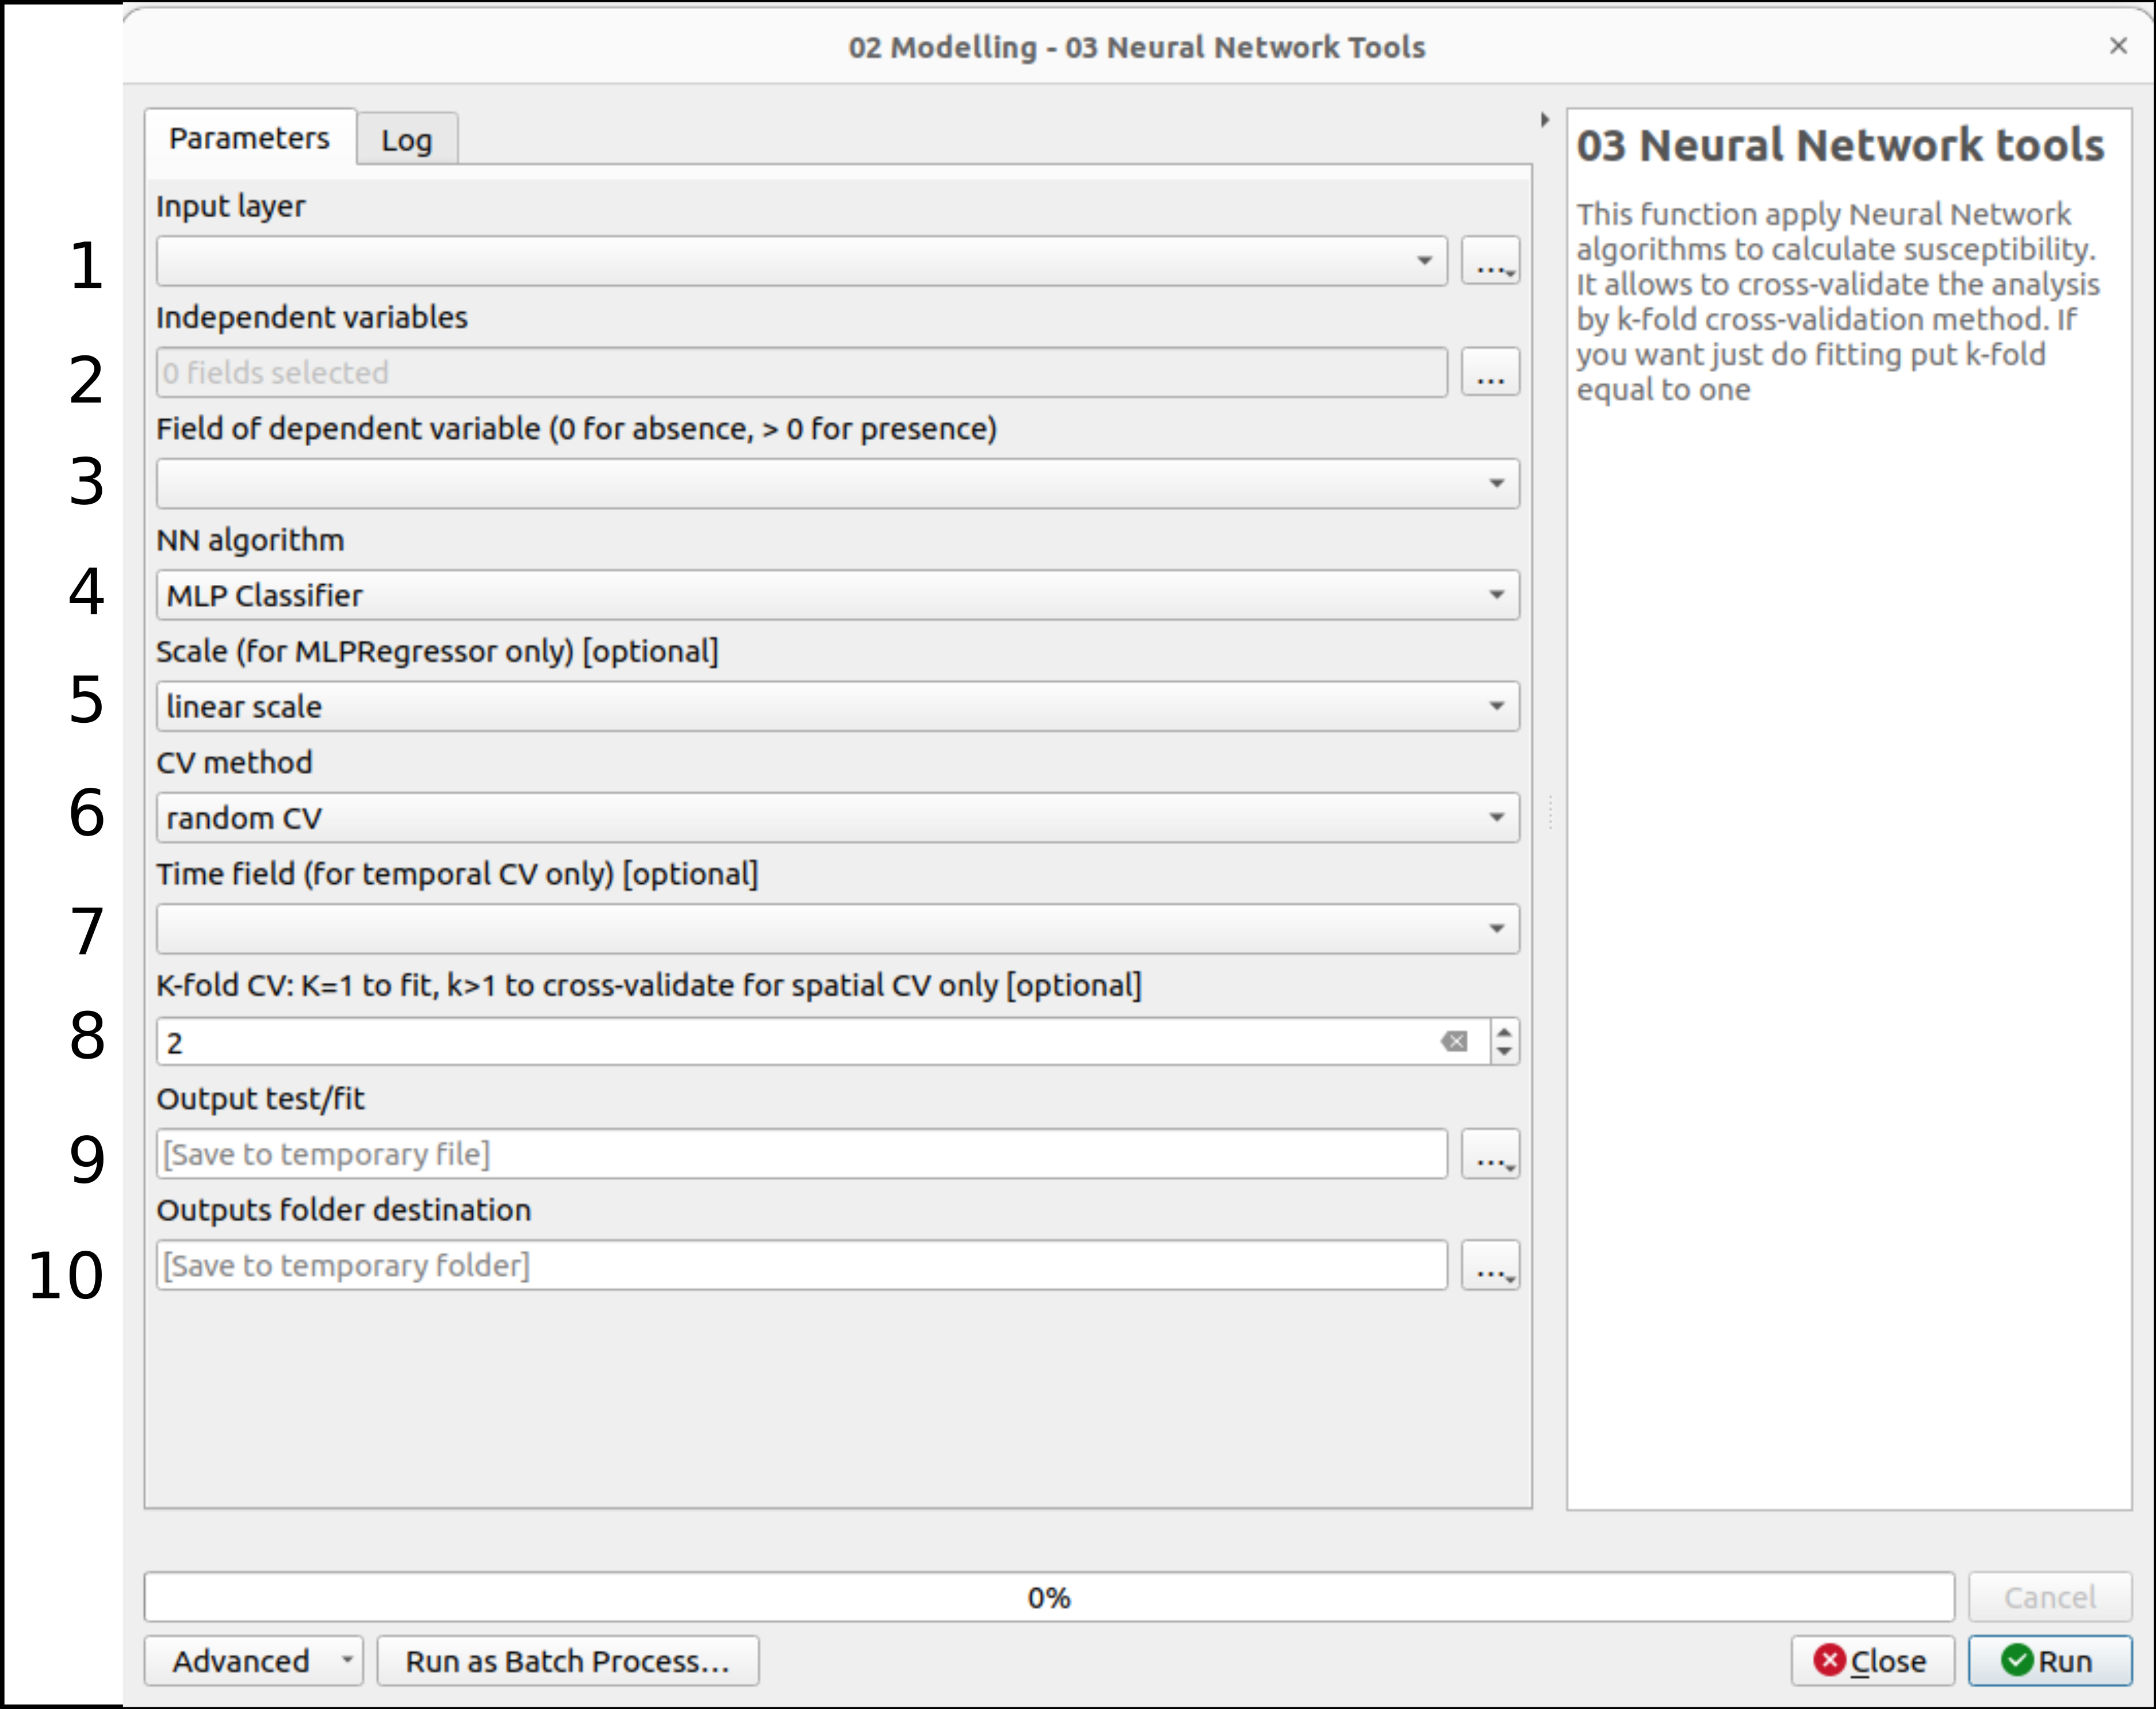 02 Modelling - 03 Neural Network Tools
Parameters
Log
Input layer
1
...
Independent variables
2
0 fields selected
...
Field of dependent variable (0 for absence, > 0 for presence)
3
NN algorithm
4
MLP Classifier
Scale (for MLPRegressor only) [optional]
5
linear scale
CV method
6
random CV
Time field (for temporal CV only) [optional]
7
K-fold CV: K=1 to fit, k>1 to cross-validate for spatial CV only [optional]
8
2
Output test/fit
9
[Save to temporary file]
...
Outputs folder destination
10
[Save to temporary folder]
...
03 Neural Network tools
This function apply Neural Network
algorithms to calculate susceptibility.
It allows to cross-validate the analysis
by k-fold cross-validation method. If
you want just do fitting put k-fold
equal to one
0%
Cancel
Advanced
Run as Batch Process...
Close
Run